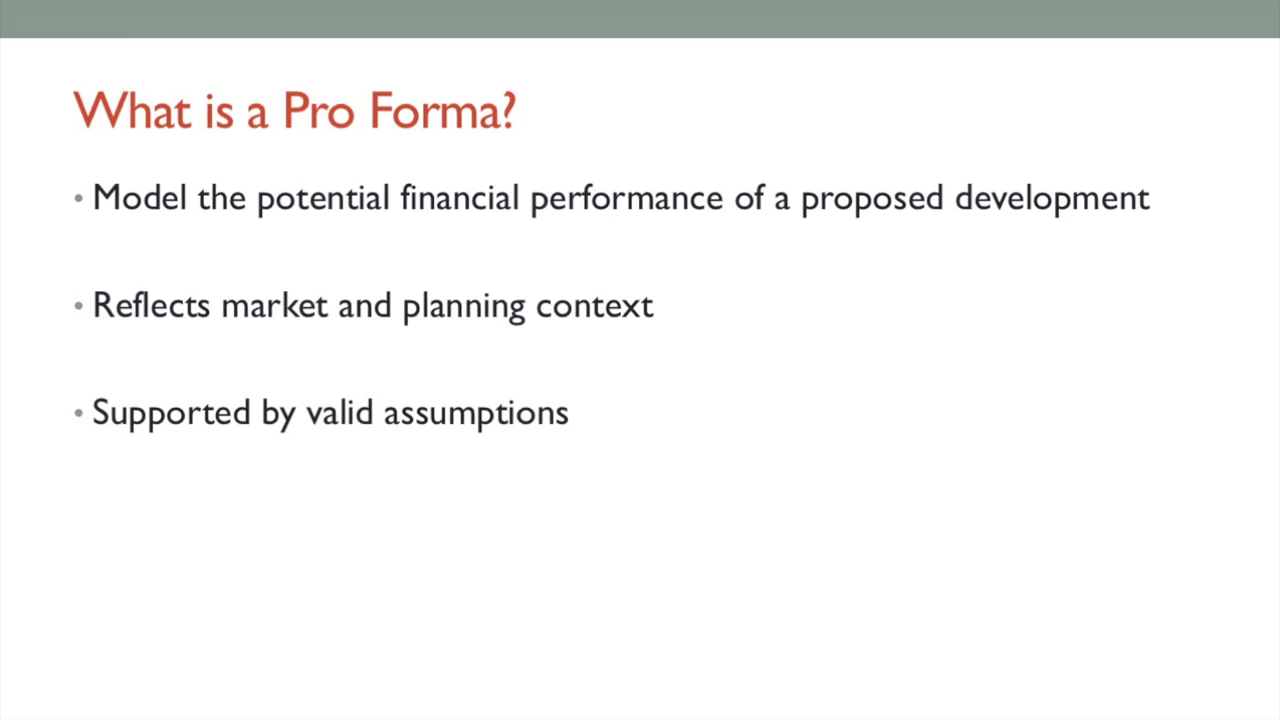 What is a Pro Forma?
• Model the potential financial performance of a proposed development
• Reflects market and planning context
• Supported by valid assumptions